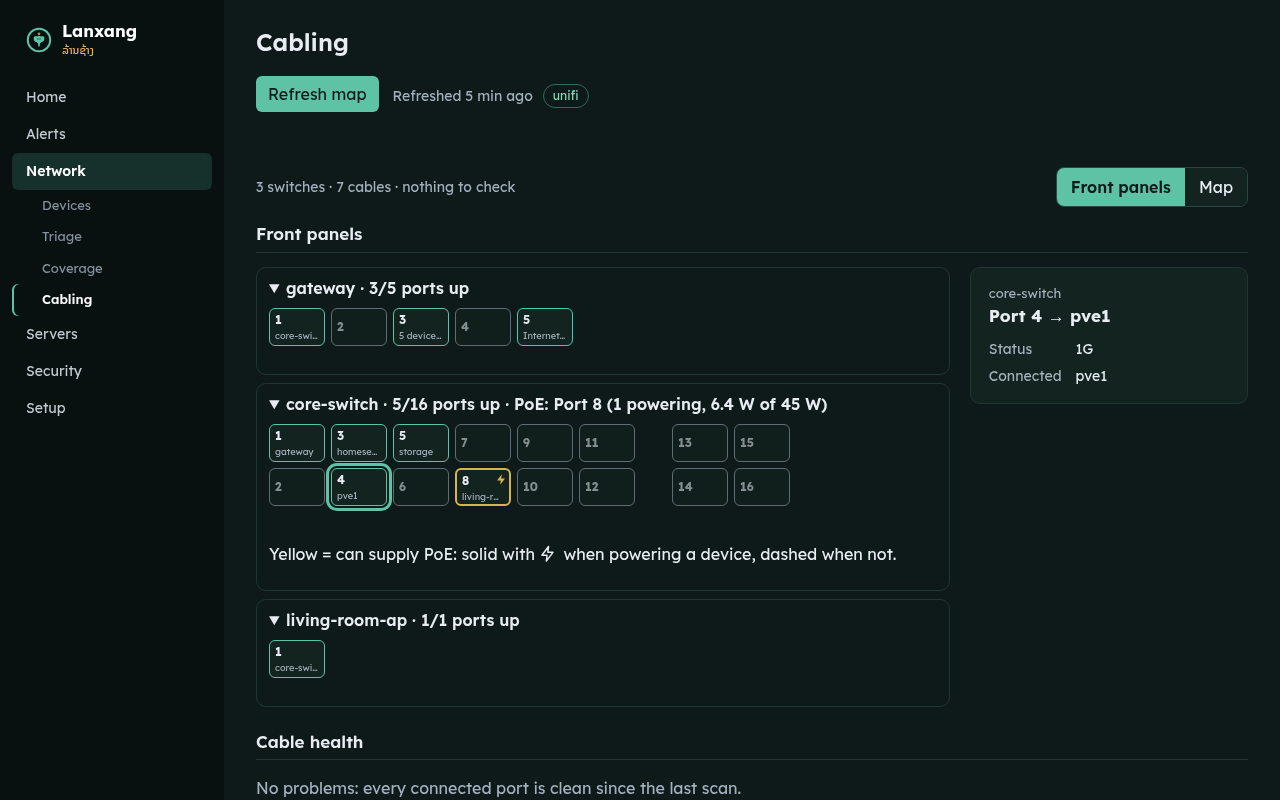 Lanxang
ລ້ານຊ້າງ
Home
Alerts
Network
Devices
Triage
Coverage
Cabling
Servers
Security
Setup
Cabling
Refresh map
Refreshed 5 min ago
unifi
3 switches · 7 cables · nothing to check
Front panels
Map
Front panels
▼ gateway · 3/5 ports up
1
core-swi…
2
3
5 device…
4
5
Internet…
▼ core-switch · 5/16 ports up · PoE: Port 8 (1 powering, 6.4 W of 45 W)
1
gateway
3
homese…
5
storage
7
9
11
13
15
2
4
pve1
6
8
living-r…
10
12
14
16
Yellow = can supply PoE: solid with ⚡ when powering a device, dashed when not.
▼ living-room-ap · 1/1 ports up
1
core-swi…
core-switch
Port 4 → pve1
Status 1G
Connected pve1
Cable health
No problems: every connected port is clean since the last scan.